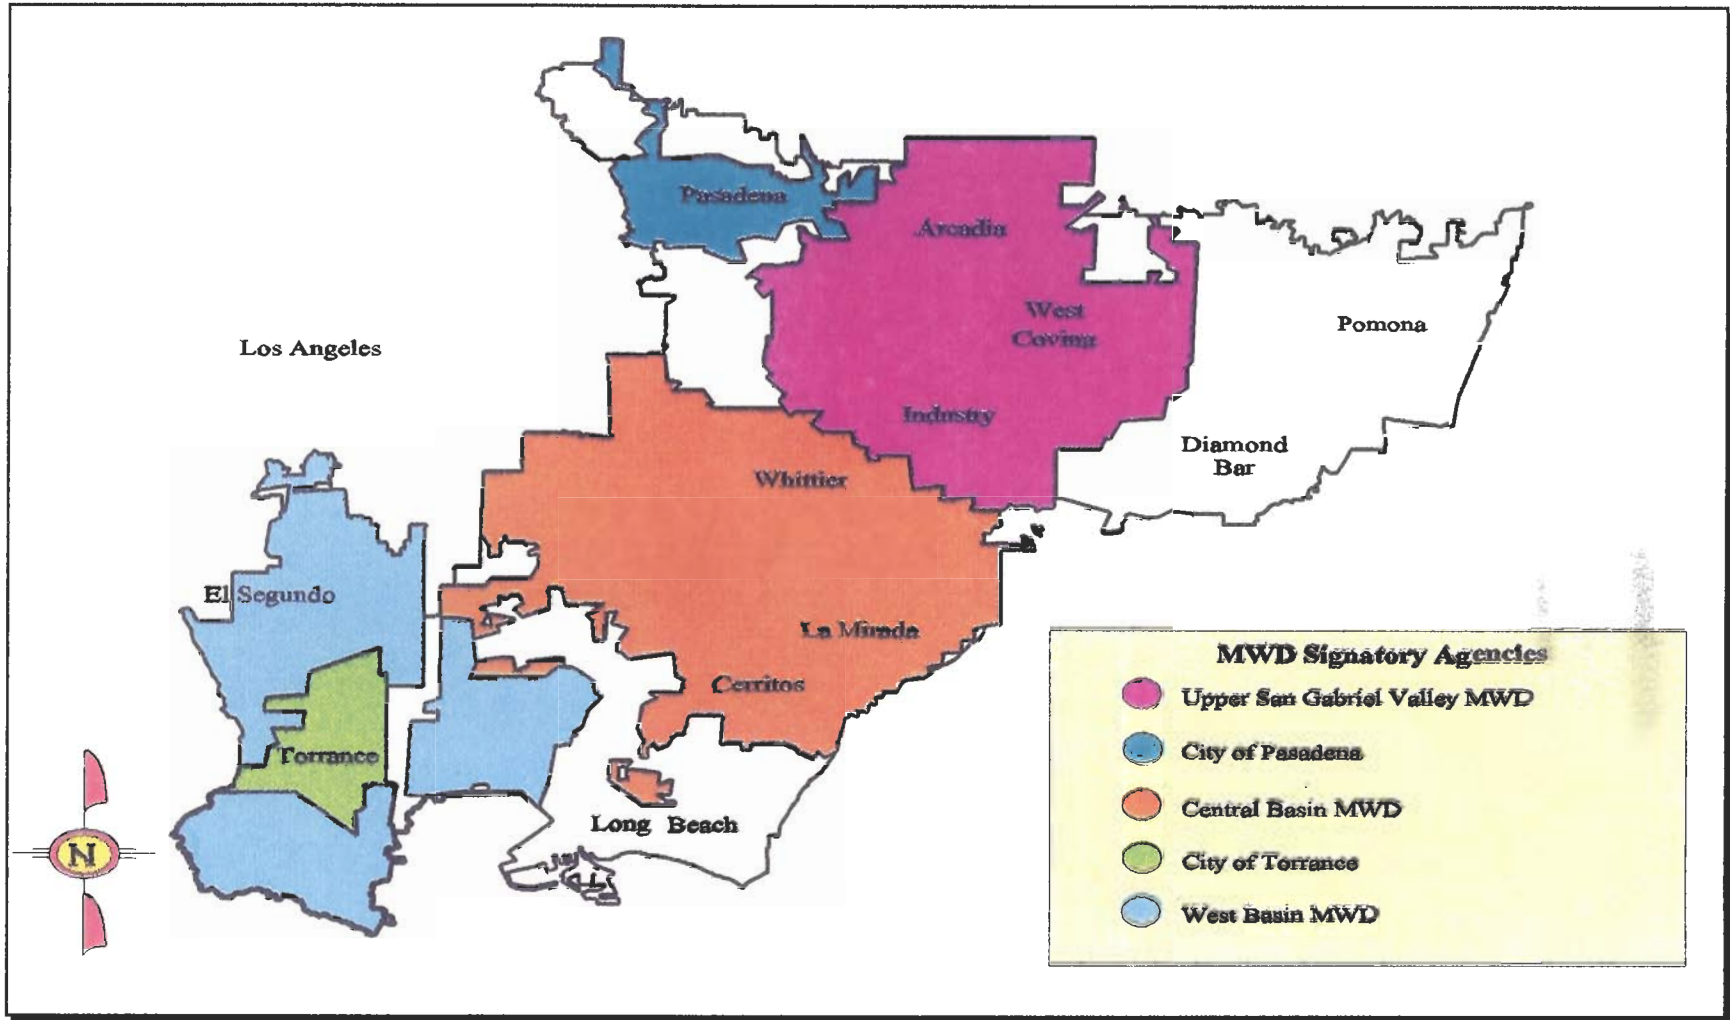 Pasadena
Arcadia
West
Covina
Pomona
Los Angeles
Industry
Diamond
Bar
Whittier
El Segundo
La Mirada
Cerritos
Torrance
Long Beach
N
MWD Signatory Agencies
Upper San Gabriel Valley MWD
City of Pasadena
Central Basin MWD
City of Torrance
West Basin MWD